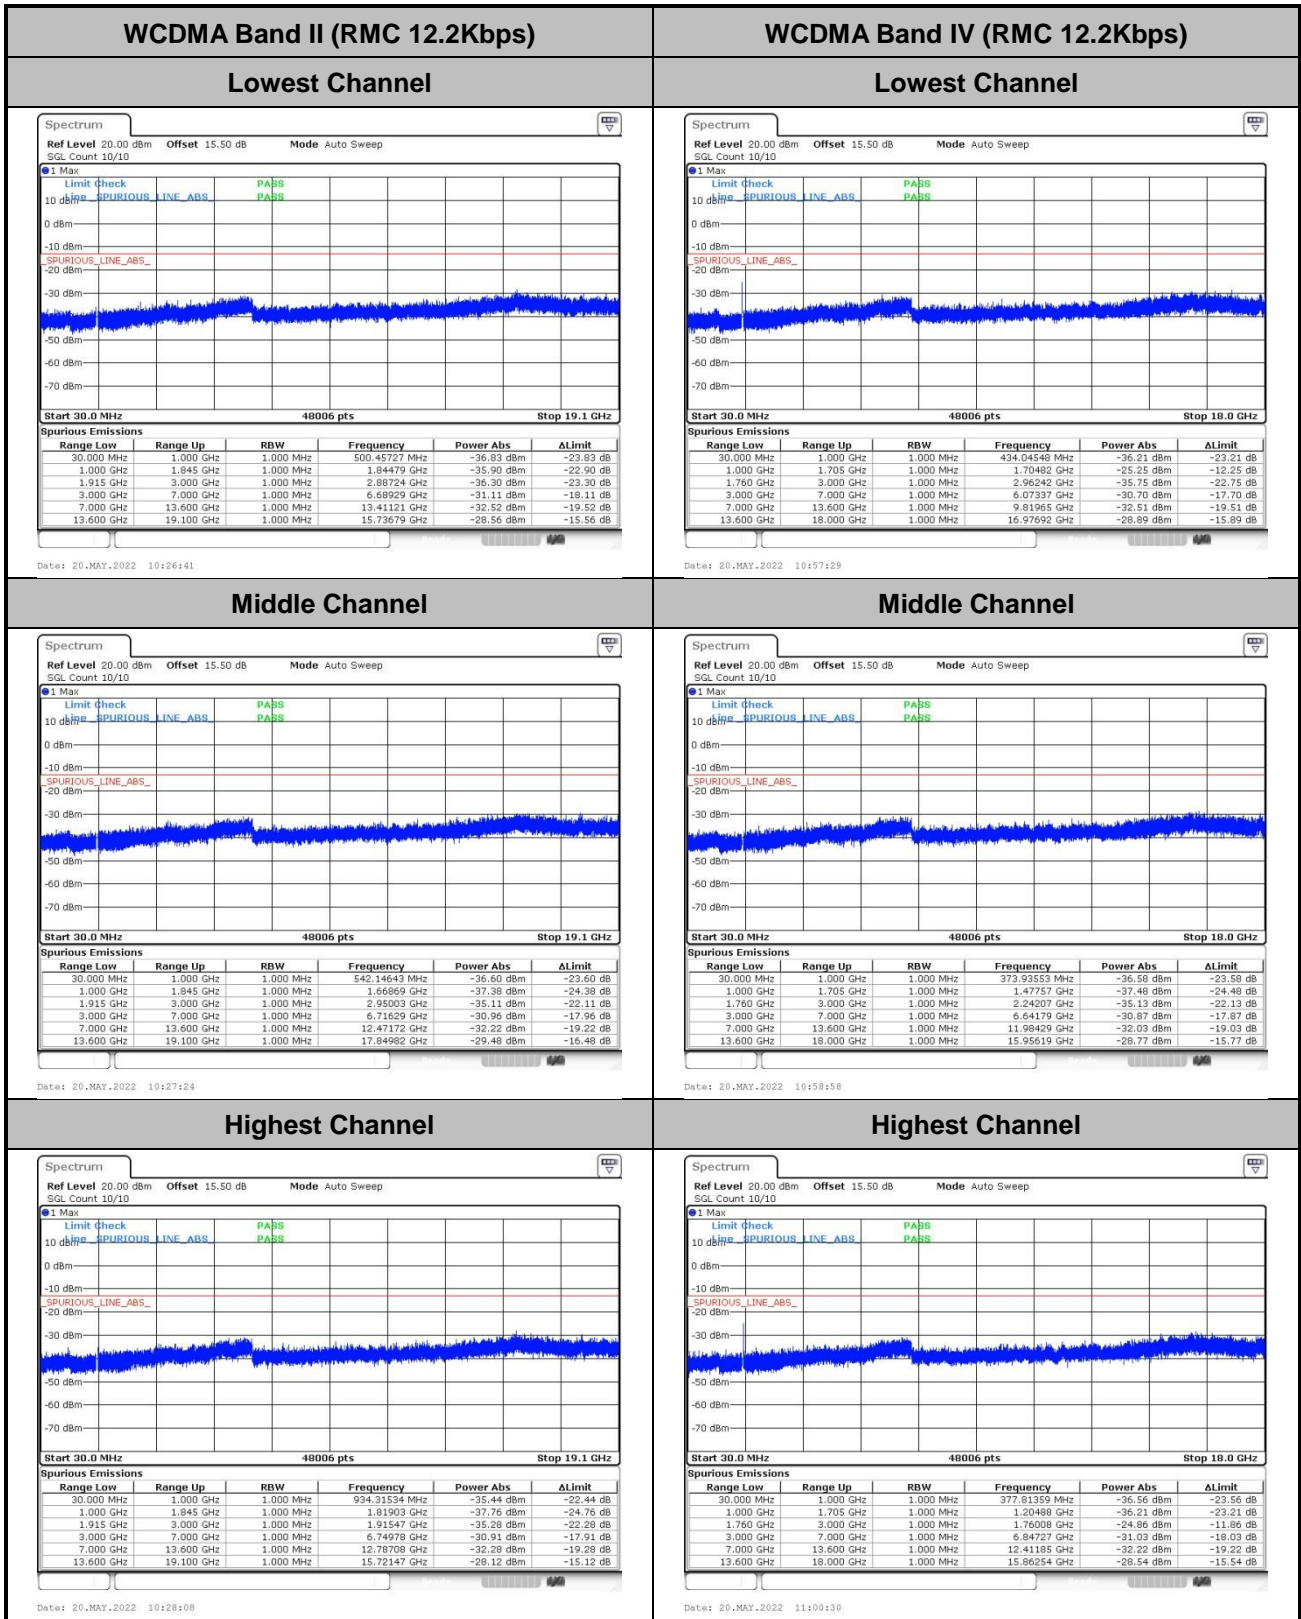 WCDMA Band II (RMC 12.2Kbps)
WCDMA Band IV (RMC 12.2Kbps)
Lowest Channel
Lowest Channel
Spectrum
Ref Level 20.00 dBm Offset 15.50 dB Mode Auto Sweep
SGL Count 10/10
1 Max
Limit Check PASS
10 dBm Line _SPURIOUS_LINE_ABS_ PASS
0 dBm
-10 dBm
_SPURIOUS_LINE_ABS_
-20 dBm
-30 dBm
-50 dBm
-60 dBm
-70 dBm
Start 30.0 MHz 48006 pts Stop 19.1 GHz
Spurious Emissions
Range Low Range Up RBW Frequency Power Abs ΔLimit
30.000 MHz 1.000 GHz 1.000 MHz 500.45727 MHz -36.83 dBm -23.83 dB
1.000 GHz 1.845 GHz 1.000 MHz 1.84479 GHz -35.90 dBm -22.90 dB
1.915 GHz 3.000 GHz 1.000 MHz 2.88724 GHz -36.30 dBm -23.30 dB
3.000 GHz 7.000 GHz 1.000 MHz 6.68929 GHz -31.11 dBm -18.11 dB
7.000 GHz 13.600 GHz 1.000 MHz 13.41121 GHz -32.52 dBm -19.52 dB
13.600 GHz 19.100 GHz 1.000 MHz 15.73679 GHz -28.56 dBm -15.56 dB
Date: 20.MAY.2022 10:26:41
Spectrum
Ref Level 20.00 dBm Offset 15.50 dB Mode Auto Sweep
SGL Count 10/10
1 Max
Limit Check PASS
10 dBm Line _SPURIOUS_LINE_ABS_ PASS
0 dBm
-10 dBm
_SPURIOUS_LINE_ABS_
-20 dBm
-30 dBm
-50 dBm
-60 dBm
-70 dBm
Start 30.0 MHz 48006 pts Stop 18.0 GHz
Spurious Emissions
Range Low Range Up RBW Frequency Power Abs ΔLimit
30.000 MHz 1.000 GHz 1.000 MHz 434.04548 MHz -36.21 dBm -23.21 dB
1.000 GHz 1.705 GHz 1.000 MHz 1.70482 GHz -25.25 dBm -12.25 dB
1.760 GHz 3.000 GHz 1.000 MHz 2.96242 GHz -35.75 dBm -22.75 dB
3.000 GHz 7.000 GHz 1.000 MHz 6.07337 GHz -30.70 dBm -17.70 dB
7.000 GHz 13.600 GHz 1.000 MHz 9.81965 GHz -32.51 dBm -19.51 dB
13.600 GHz 18.000 GHz 1.000 MHz 16.97692 GHz -28.89 dBm -15.89 dB
Date: 20.MAY.2022 10:57:29
Middle Channel
Middle Channel
Spectrum
Ref Level 20.00 dBm Offset 15.50 dB Mode Auto Sweep
SGL Count 10/10
1 Max
Limit Check PASS
10 dBm Line _SPURIOUS_LINE_ABS_ PASS
0 dBm
-10 dBm
_SPURIOUS_LINE_ABS_
-20 dBm
-30 dBm
-50 dBm
-60 dBm
-70 dBm
Start 30.0 MHz 48006 pts Stop 19.1 GHz
Spurious Emissions
Range Low Range Up RBW Frequency Power Abs ΔLimit
30.000 MHz 1.000 GHz 1.000 MHz 542.14643 MHz -36.60 dBm -23.60 dB
1.000 GHz 1.845 GHz 1.000 MHz 1.66869 GHz -37.38 dBm -24.38 dB
1.915 GHz 3.000 GHz 1.000 MHz 2.95003 GHz -35.11 dBm -22.11 dB
3.000 GHz 7.000 GHz 1.000 MHz 6.71629 GHz -30.96 dBm -17.96 dB
7.000 GHz 13.600 GHz 1.000 MHz 12.47172 GHz -32.22 dBm -19.22 dB
13.600 GHz 19.100 GHz 1.000 MHz 17.84982 GHz -29.48 dBm -16.48 dB
Date: 20.MAY.2022 10:27:24
Spectrum
Ref Level 20.00 dBm Offset 15.50 dB Mode Auto Sweep
SGL Count 10/10
1 Max
Limit Check PASS
10 dBm Line _SPURIOUS_LINE_ABS_ PASS
0 dBm
-10 dBm
_SPURIOUS_LINE_ABS_
-20 dBm
-30 dBm
-50 dBm
-60 dBm
-70 dBm
Start 30.0 MHz 48006 pts Stop 18.0 GHz
Spurious Emissions
Range Low Range Up RBW Frequency Power Abs ΔLimit
30.000 MHz 1.000 GHz 1.000 MHz 373.93553 MHz -36.58 dBm -23.58 dB
1.000 GHz 1.705 GHz 1.000 MHz 1.47757 GHz -37.48 dBm -24.48 dB
1.760 GHz 3.000 GHz 1.000 MHz 2.24207 GHz -35.13 dBm -22.13 dB
3.000 GHz 7.000 GHz 1.000 MHz 6.64179 GHz -30.87 dBm -17.87 dB
7.000 GHz 13.600 GHz 1.000 MHz 11.98429 GHz -32.03 dBm -19.03 dB
13.600 GHz 18.000 GHz 1.000 MHz 15.95619 GHz -28.77 dBm -15.77 dB
Date: 20.MAY.2022 10:58:58
Highest Channel
Highest Channel
Spectrum
Ref Level 20.00 dBm Offset 15.50 dB Mode Auto Sweep
SGL Count 10/10
1 Max
Limit Check PASS
10 dBm Line _SPURIOUS_LINE_ABS_ PASS
0 dBm
-10 dBm
_SPURIOUS_LINE_ABS_
-20 dBm
-30 dBm
-50 dBm
-60 dBm
-70 dBm
Start 30.0 MHz 48006 pts Stop 19.1 GHz
Spurious Emissions
Range Low Range Up RBW Frequency Power Abs ΔLimit
30.000 MHz 1.000 GHz 1.000 MHz 934.31534 MHz -35.44 dBm -22.44 dB
1.000 GHz 1.845 GHz 1.000 MHz 1.81903 GHz -37.76 dBm -24.76 dB
1.915 GHz 3.000 GHz 1.000 MHz 1.91547 GHz -35.28 dBm -22.28 dB
3.000 GHz 7.000 GHz 1.000 MHz 6.74978 GHz -30.91 dBm -17.91 dB
7.000 GHz 13.600 GHz 1.000 MHz 12.78708 GHz -32.28 dBm -19.28 dB
13.600 GHz 19.100 GHz 1.000 MHz 15.72147 GHz -28.12 dBm -15.12 dB
Date: 20.MAY.2022 10:28:08
Spectrum
Ref Level 20.00 dBm Offset 15.50 dB Mode Auto Sweep
SGL Count 10/10
1 Max
Limit Check PASS
10 dBm Line _SPURIOUS_LINE_ABS_ PASS
0 dBm
-10 dBm
_SPURIOUS_LINE_ABS_
-20 dBm
-30 dBm
-50 dBm
-60 dBm
-70 dBm
Start 30.0 MHz 48006 pts Stop 18.0 GHz
Spurious Emissions
Range Low Range Up RBW Frequency Power Abs ΔLimit
30.000 MHz 1.000 GHz 1.000 MHz 377.81359 MHz -36.56 dBm -23.56 dB
1.000 GHz 1.705 GHz 1.000 MHz 1.20488 GHz -36.21 dBm -23.21 dB
1.760 GHz 3.000 GHz 1.000 MHz 1.76008 GHz -24.86 dBm -11.86 dB
3.000 GHz 7.000 GHz 1.000 MHz 6.84727 GHz -31.03 dBm -18.03 dB
7.000 GHz 13.600 GHz 1.000 MHz 12.41185 GHz -32.22 dBm -19.22 dB
13.600 GHz 18.000 GHz 1.000 MHz 15.86254 GHz -28.54 dBm -15.54 dB
Date: 20.MAY.2022 11:00:30